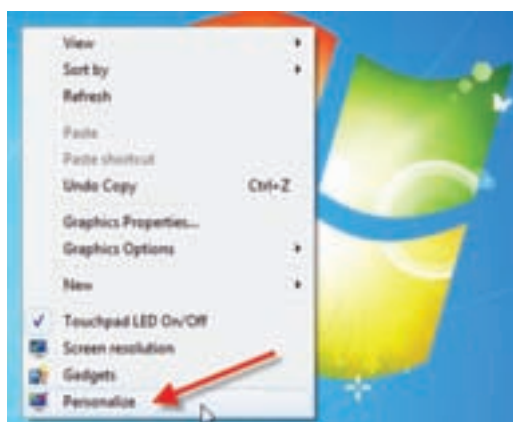 View
Sort by
Refresh
Paste
Paste shortcut
Undo Copy Ctrl+Z
Graphics Properties...
Graphics Options
New
Touchpad LED On/Off
Screen resolution
Gadgets
Personalize